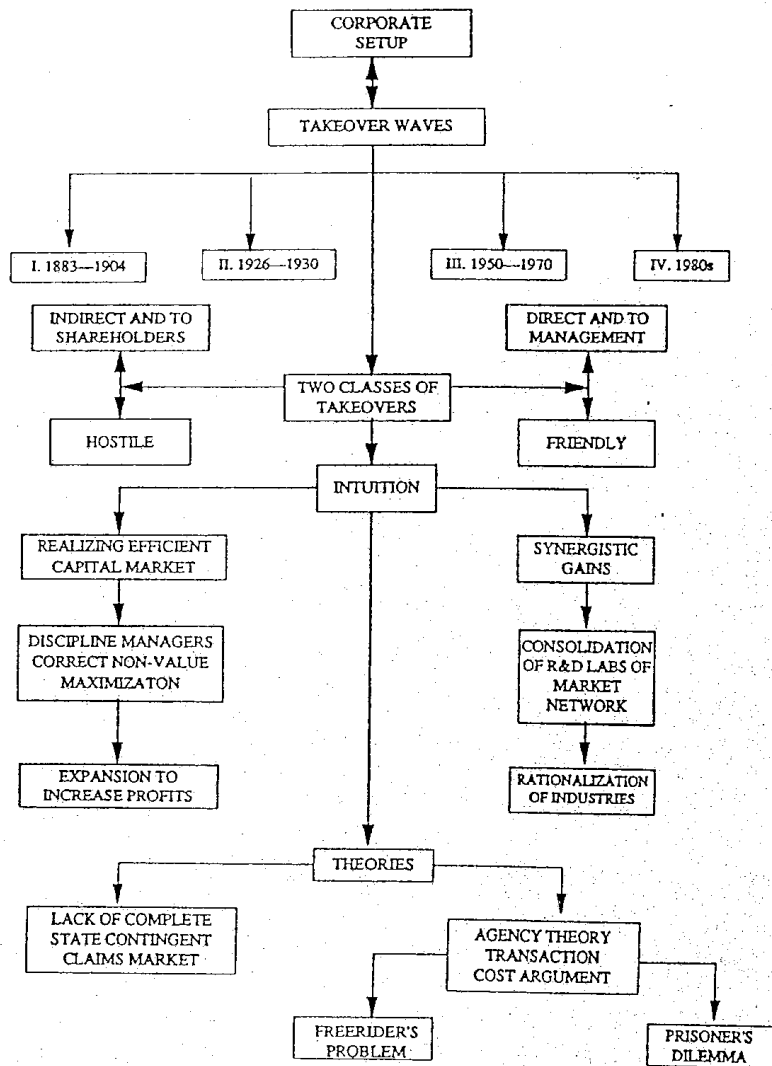 CORPORATE
SETUP
TAKEOVER WAVES
I. 1883—1904
II. 1926—1930
III. 1950—1970
IV. 1980s
INDIRECT AND TO
SHAREHOLDERS
DIRECT AND TO
MANAGEMENT
TWO CLASSES OF
TAKEOVERS
HOSTILE
FRIENDLY
INTUITION
REALIZING EFFICIENT
CAPITAL MARKET
SYNERGISTIC
GAINS
DISCIPLINE MANAGERS
CORRECT NON-VALUE
MAXIMIZATON
CONSOLIDATION
OF R&D LABS OF
MARKET
NETWORK
EXPANSION TO
INCREASE PROFITS
RATIONALIZATION
OF INDUSTRIES
THEORIES
LACK OF COMPLETE
STATE CONTINGENT
CLAIMS MARKET
AGENCY THEORY
TRANSACTION
COST ARGUMENT
FREERIDER'S
PROBLEM
PRISONER'S
DILEMMA